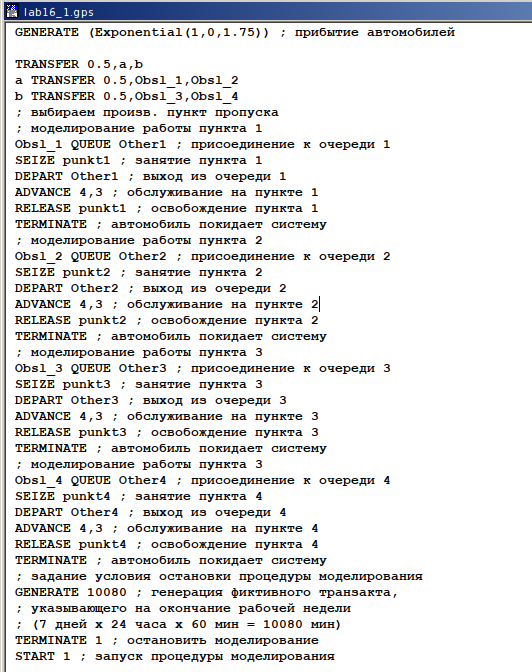 lab16_1.gps
GENERATE (Exponential(1,0,1.75)) ; прибытие автомобилей
TRANSFER 0.5,a,b
a TRANSFER 0.5,Obsl_1,Obsl_2
b TRANSFER 0.5,Obsl_3,Obsl_4
; выбираем произв. пункт пропуска
; моделирование работы пункта 1
Obsl_1 QUEUE Other1 ; присоединение к очереди 1
SEIZE punkt1 ; занятие пункта 1
DEPART Other1 ; выход из очереди 1
ADVANCE 4,3 ; обслуживание на пункте 1
RELEASE punkt1 ; освобождение пункта 1
TERMINATE ; автомобиль покидает систему
; моделирование работы пункта 2
Obsl_2 QUEUE Other2 ; присоединение к очереди 2
SEIZE punkt2 ; занятие пункта 2
DEPART Other2 ; выход из очереди 2
ADVANCE 4,3 ; обслуживание на пункте 2
RELEASE punkt2 ; освобождение пункта 2
TERMINATE ; автомобиль покидает систему
; моделирование работы пункта 3
Obsl_3 QUEUE Other3 ; присоединение к очереди 3
SEIZE punkt3 ; занятие пункта 3
DEPART Other3 ; выход из очереди 3
ADVANCE 4,3 ; обслуживание на пункте 3
RELEASE punkt3 ; освобождение пункта 3
TERMINATE ; автомобиль покидает систему
; моделирование работы пункта 3
Obsl_4 QUEUE Other4 ; присоединение к очереди 4
SEIZE punkt4 ; занятие пункта 4
DEPART Other4 ; выход из очереди 4
ADVANCE 4,3 ; обслуживание на пункте 4
RELEASE punkt4 ; освобождение пункта 4
TERMINATE ; автомобиль покидает систему
; задание условия остановки процедуры моделирования
GENERATE 10080 ; генерация фиктивного транзакта,
; указывающего на окончание рабочей недели
; (7 дней x 24 часа x 60 мин = 10080 мин)
TERMINATE 1 ; остановить моделирование
START 1 ; запуск процедуры моделирования